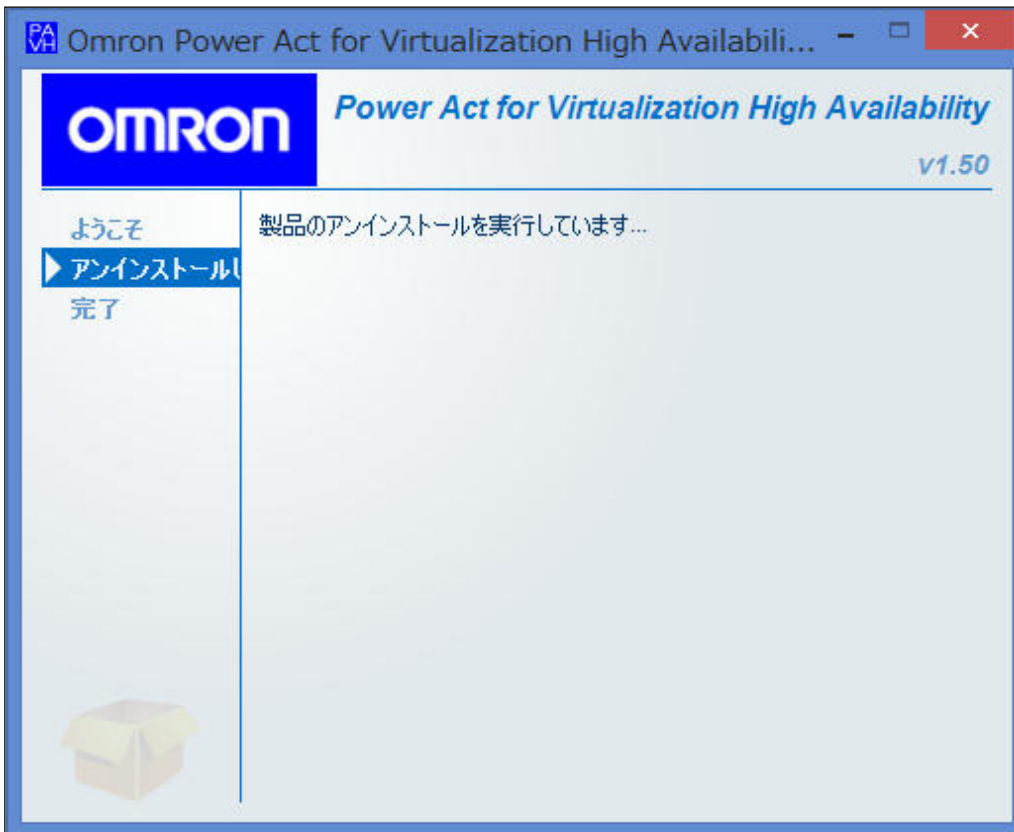 PAVH Omron Power Act for Virtualization High Availabili...
OMRON
Power Act for Virtualization High Availability
v1.50
ようこそ
アンインストールし
完了
製品のアンインストールを実行しています...